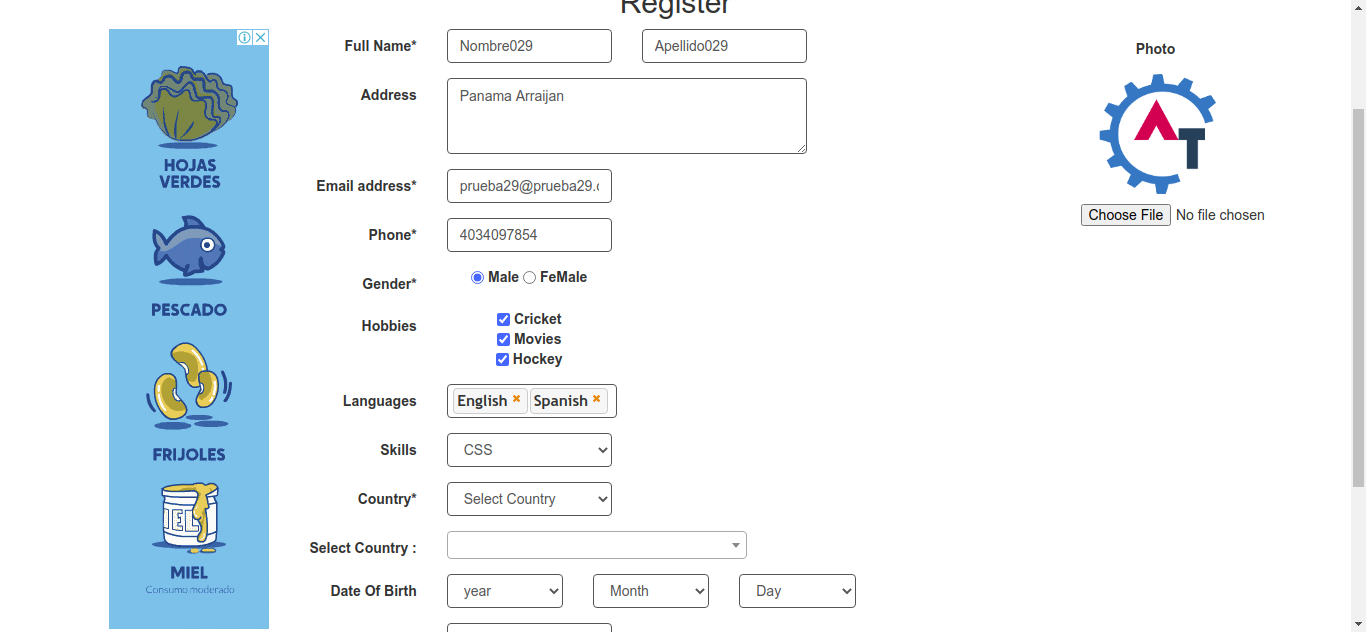 Register
HOJAS
VERDES
PESCADO
FRIJOLES
MIEL
MIEL
Consumo moderado
Full Name* Nombre029 Apellido029
Address Panama Arraijan
Email address* prueba29@prueba29.
Phone* 4034097854
Gender* Male FeMale
Hobbies Cricket
Movies
Hockey
Languages English Spanish
Skills CSS
Country* Select Country
Select Country :
Date Of Birth year Month Day
Photo
AT
Choose File No file chosen